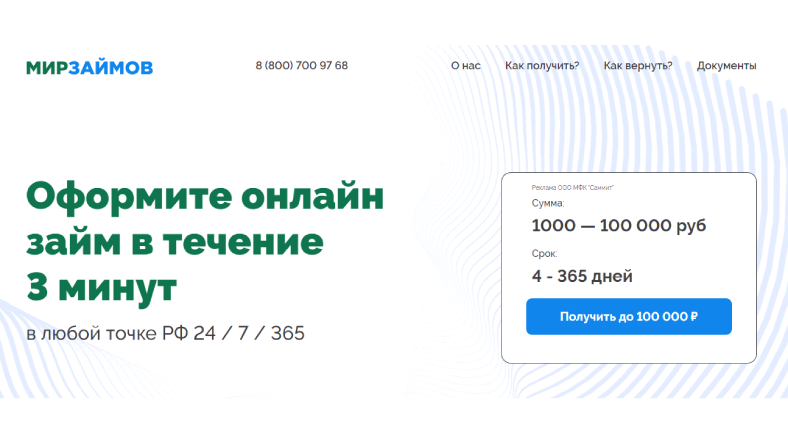 МИРЗАЙМОВ
8 (800) 700 97 68
О нас
Как получить?
Как вернуть?
Документы
Оформите онлайн
займ в течение
3 минут
в любой точке РФ 24 / 7 / 365
Реклама ООО МФК "Саммит"
Сумма:
1000 — 100 000 руб
Срок:
4 - 365 дней
Получить до 100 000 ₽